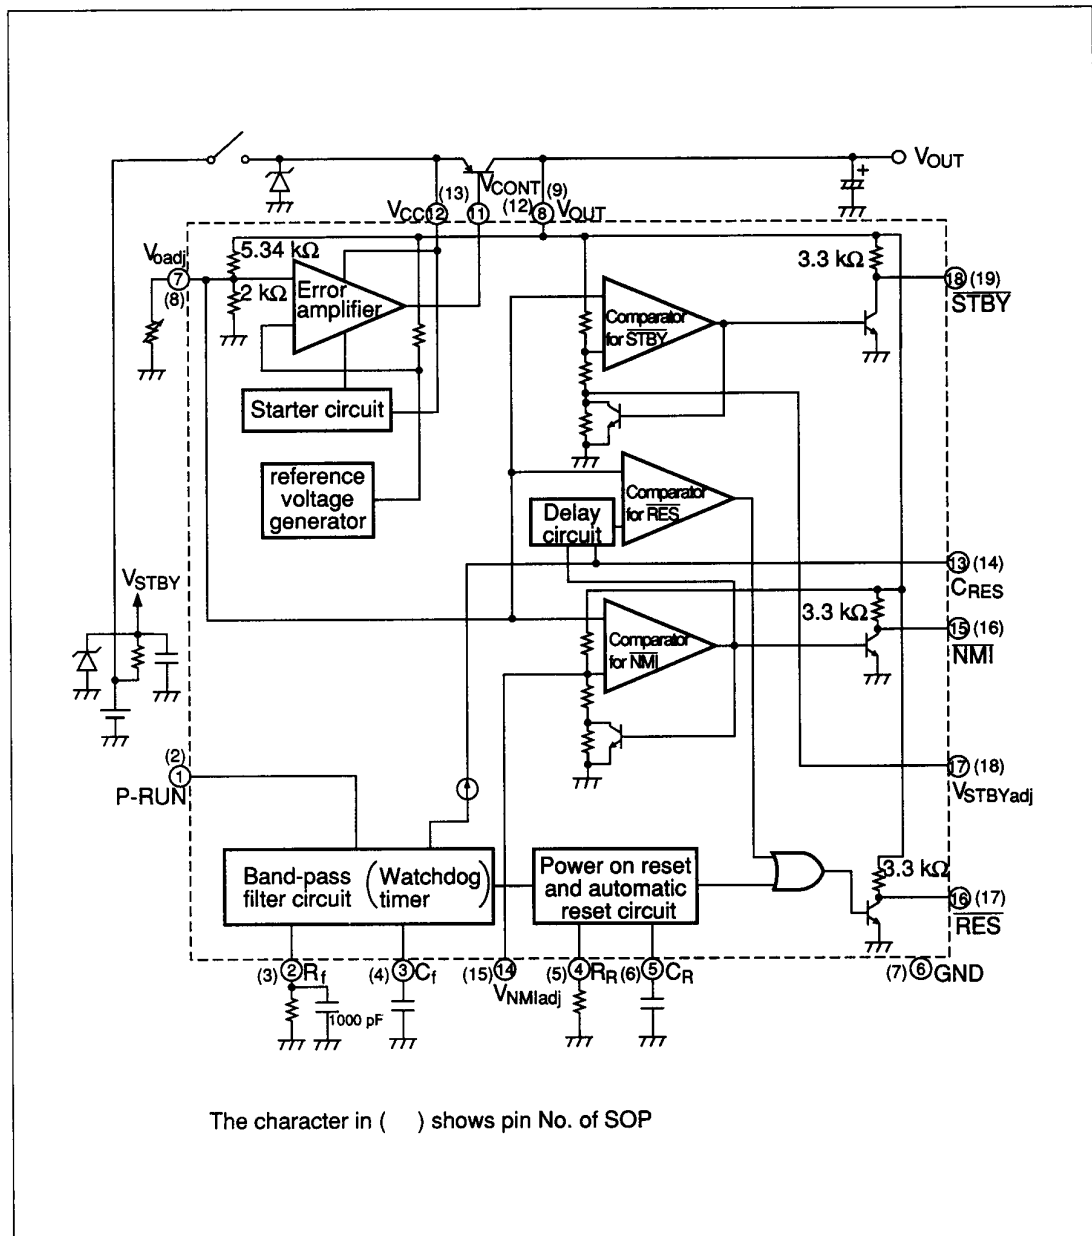 V̅OUT
(13)
VCONT
(9)
(12)
VCC 12
11
8 VOUT
Voadj
7
(8)
5.34 kΩ
2 kΩ
Error
amplifier
Starter circuit
reference
voltage
generator
3.3 kΩ
18 (19)
STBY
Comparator
for STBY
Comparator
for RES
Delay
circuit
13 (14)
CRES
VSTBY
3.3 kΩ
15 (16)
NMI
Comparator
for NMI
(2)
1
P-RUN
17 (18)
VSTBYadj
Band-pass
filter circuit
(Watchdog
timer)
Power on reset
and automatic
reset circuit
3.3 kΩ
16 (17)
RES
(3) 2 Rf
(4) 3 Cf
(15) 14
VNMIadj
(5) 4 RR
(6) 5 CR
(7) 6 GND
1000 pF
The character in ( ) shows pin No. of SOP